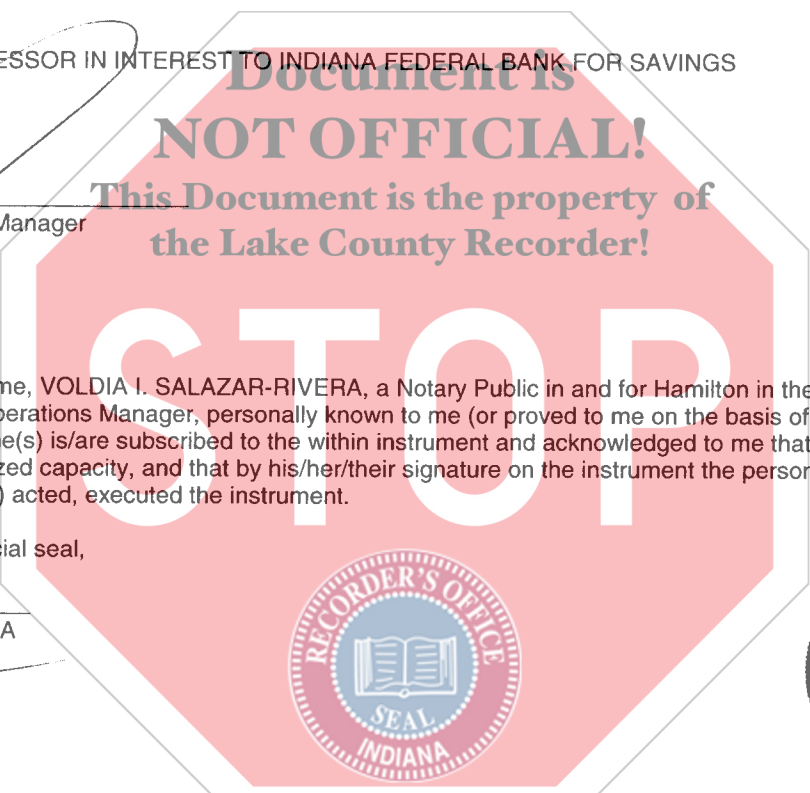 ESSOR IN INTEREST TO INDIANA FEDERAL BANK FOR SAVINGS
Document is
NOT OFFICIAL!
This Document is the property of
Manager
the Lake County Recorder!
STOP
me, VOLDIA I. SALAZAR-RIVERA, a Notary Public in and for Hamilton in the
perations Manager, personally known to me (or proved to me on the basis of
e(s) is/are subscribed to the within instrument and acknowledged to me that
zed capacity, and that by his/her/their signature on the instrument the person
) acted, executed the instrument.
cial seal,
RECORDER'S OFFICE
A
SEAL
INDIANA